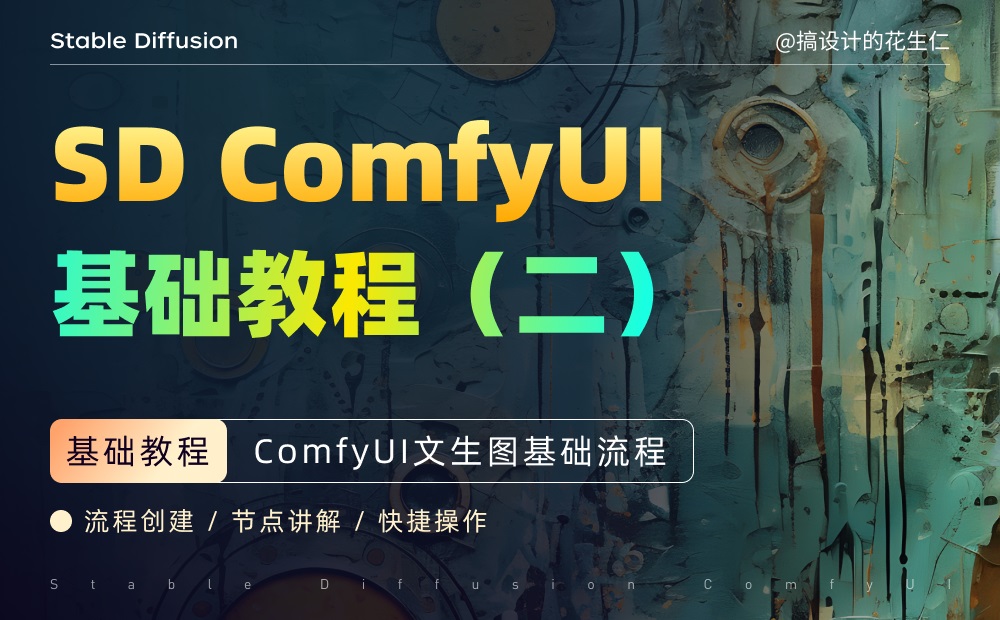 Stable Diffusion
@搞设计的花生仁
SD ComfyUI
基础教程（二）
基础教程
ComfyUI文生图基础流程
流程创建 / 节点讲解 / 快捷操作
Stable Diffusion ComfyUI